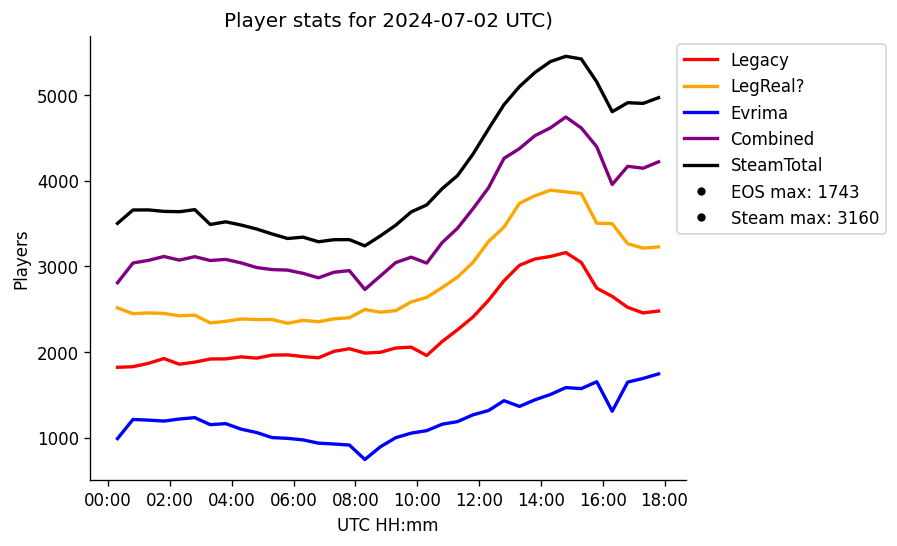 Player stats for 2024-07-02 UTC)
Legacy
LegReal?
Evrima
Combined
SteamTotal
EOS max: 1743
Steam max: 3160
Players
5000
4000
3000
2000
1000
00:00 02:00 04:00 06:00 08:00 10:00 12:00 14:00 16:00 18:00
UTC HH:mm